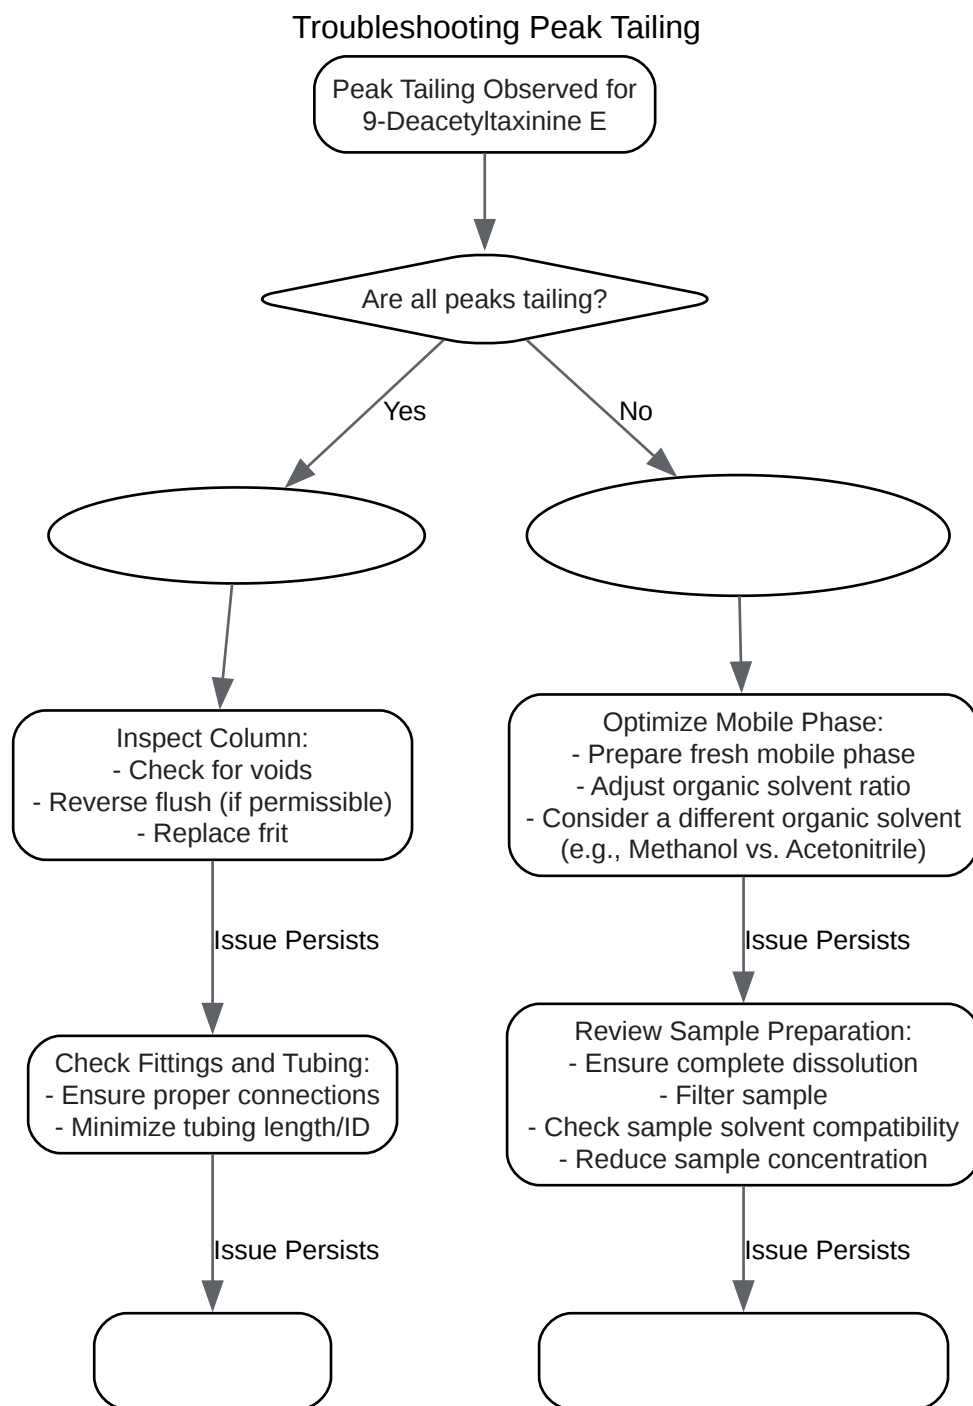 Troubleshooting Peak Tailing
Peak Tailing Observed for
9-Deacetyltaxinine E
Are all peaks tailing?
Yes
No
Inspect Column:
- Check for voids
- Reverse flush (if permissible)
- Replace frit
Optimize Mobile Phase:
- Prepare fresh mobile phase
- Adjust organic solvent ratio
- Consider a different organic solvent
(e.g., Methanol vs. Acetonitrile)
Issue Persists
Issue Persists
Check Fittings and Tubing:
- Ensure proper connections
- Minimize tubing length/ID
Review Sample Preparation:
- Ensure complete dissolution
- Filter sample
- Check sample solvent compatibility
- Reduce sample concentration
Issue Persists
Issue Persists